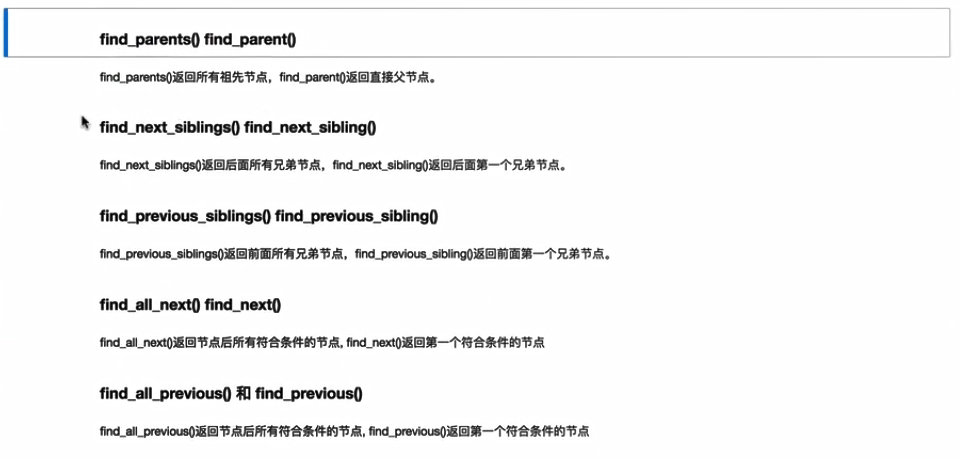 find_parents() find_parent()
find_parents()返回所有祖先节点，find_parent()返回直接父节点。
find_next_siblings() find_next_sibling()
find_next_siblings()返回后面所有兄弟节点，find_next_sibling()返回后面第一个兄弟节点。
find_previous_siblings() find_previous_sibling()
find_previous_siblings()返回前面所有兄弟节点，find_previous_sibling()返回前面第一个兄弟节点。
find_all_next() find_next()
find_all_next()返回节点后所有符合条件的节点, find_next()返回第一个符合条件的节点
find_all_previous() 和 find_previous()
find_all_previous()返回节点后所有符合条件的节点, find_previous()返回第一个符合条件的节点